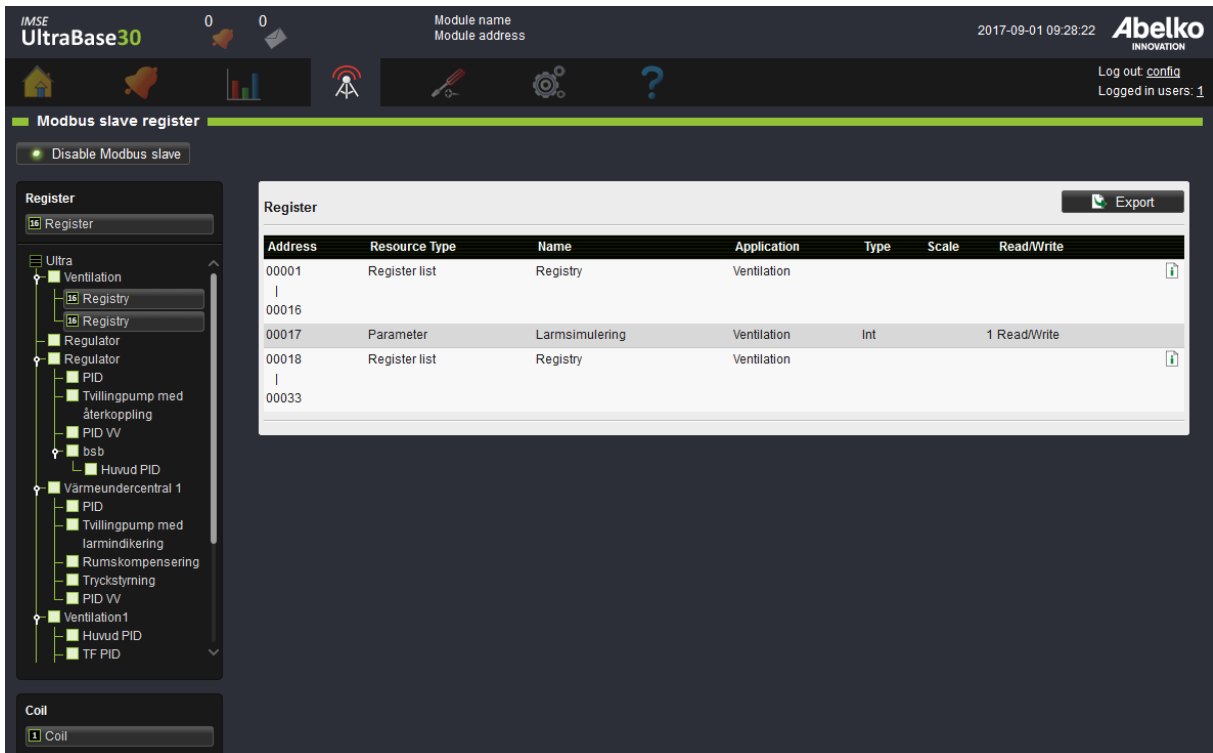 IMSE
UltraBase30
0
0
Module name
Module address
2017-09-01 09:28:22
Abelko
INNOVATION
Log out: config
Logged in users: 1
Modbus slave register
Disable Modbus slave
Register
16 Register
Ultra
Ventilation
16 Registry
16 Registry
Regulator
Regulator
PID
Tvillingpump med
återkoppling
PID VV
bsb
Huvud PID
Värmeundercentral 1
PID
Tvillingpump med
larmindikering
Rumskompensering
Tryckstyrning
PID VV
Ventilation1
Huvud PID
TF PID
Coil
1 Coil
Register
Export
Address Resource Type Name Application Type Scale Read/Write
00001 Register list Registry Ventilation
|
00016
00017 Parameter Larmsimulering Ventilation Int 1 Read/Write
00018 Register list Registry Ventilation
|
00033